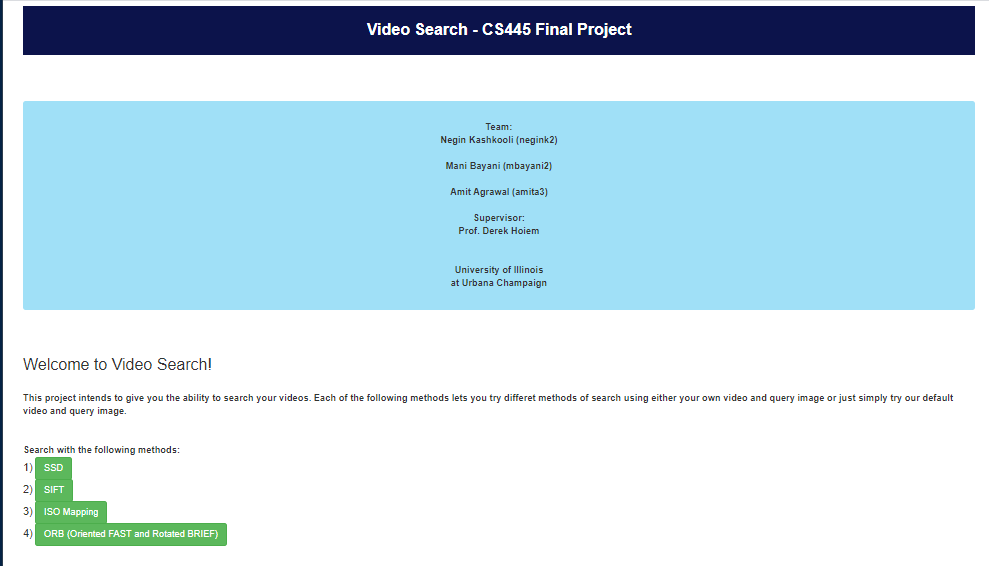 Video Search - CS445 Final Project
Team:
Negin Kashkooli (negink2)
Mani Bayani (mbayani2)
Amit Agrawal (amita3)
Supervisor:
Prof. Derek Hoiem
University of Illinois
at Urbana Champaign
Welcome to Video Search!
This project intends to give you the ability to search your videos. Each of the following methods lets you try differet methods of search using either your own video and query image or just simply try our default
video and query image.
Search with the following methods:
1) SSD
2) SIFT
3) ISO Mapping
4) ORB (Oriented FAST and Rotated BRIEF)